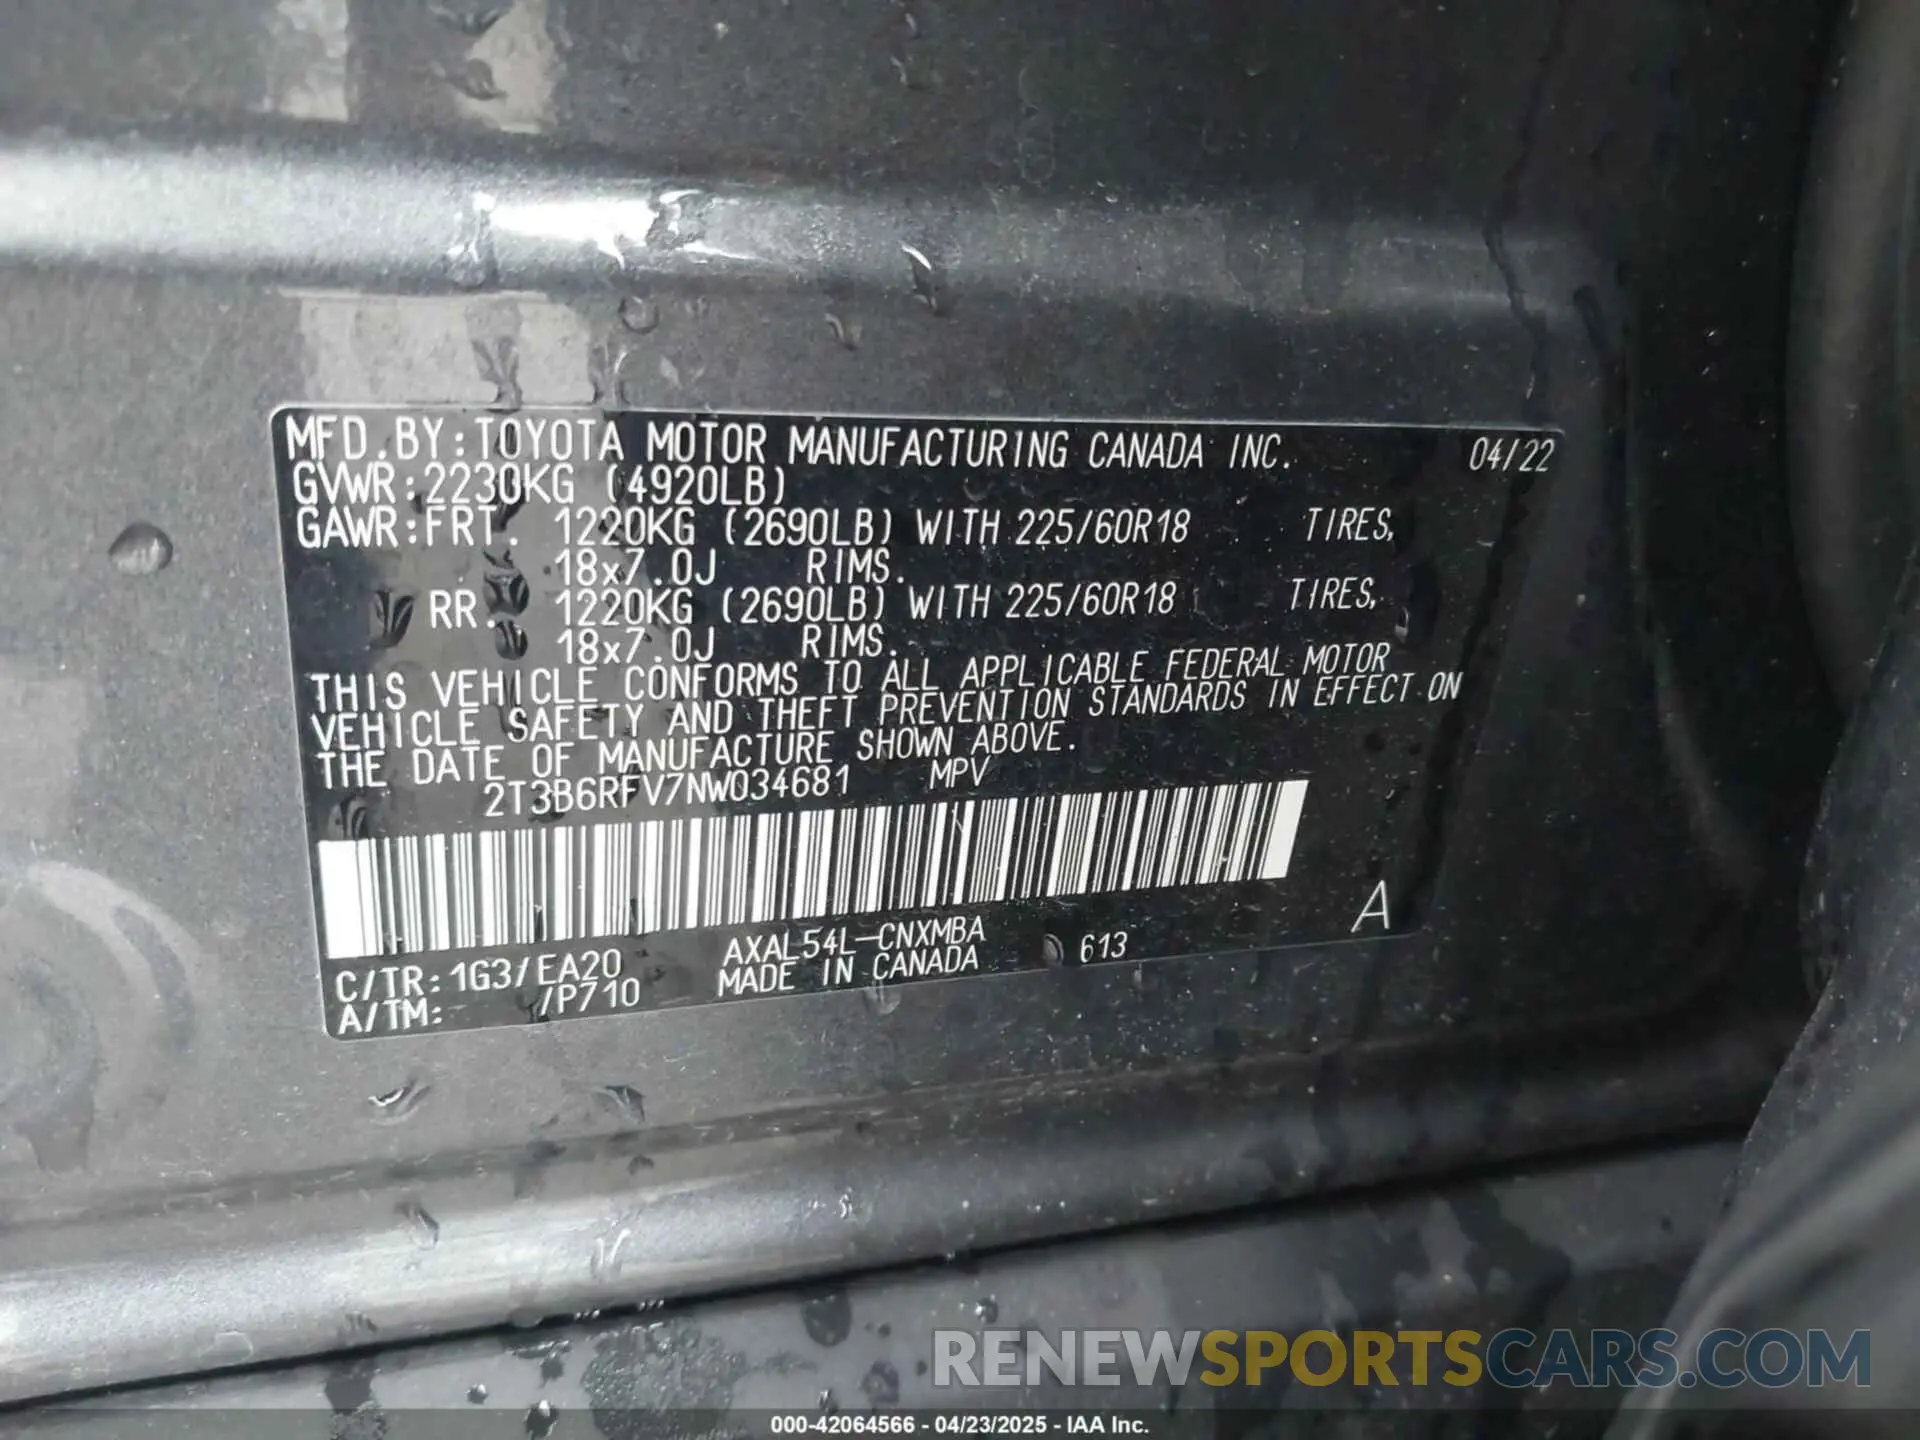 MFD.BY:TOYOTA MOTOR MANUFACTURING CANADA INC. 04/22
GVWR:2230KG (4920LB)
GAWR:FRT. 1220KG (2690LB) WITH 225/60R18 TIRES,
18x7.0J RIMS.
RR. 1220KG (2690LB) WITH 225/60R18 TIRES,
18x7.0J RIMS.
THIS VEHICLE CONFORMS TO ALL APPLICABLE FEDERAL MOTOR
VEHICLE SAFETY AND THEFT PREVENTION STANDARDS IN EFFECT ON
THE DATE OF MANUFACTURE SHOWN ABOVE.
2T3B6RFV7NW034681 MPV
A
C/TR:1G3/EA20 AXAL54L-CNXMBA
A/TM: /P710 MADE IN CANADA 613
RENEWSPORTSCARS.COM
000-42064566 - 04/23/2025 - IAA Inc.